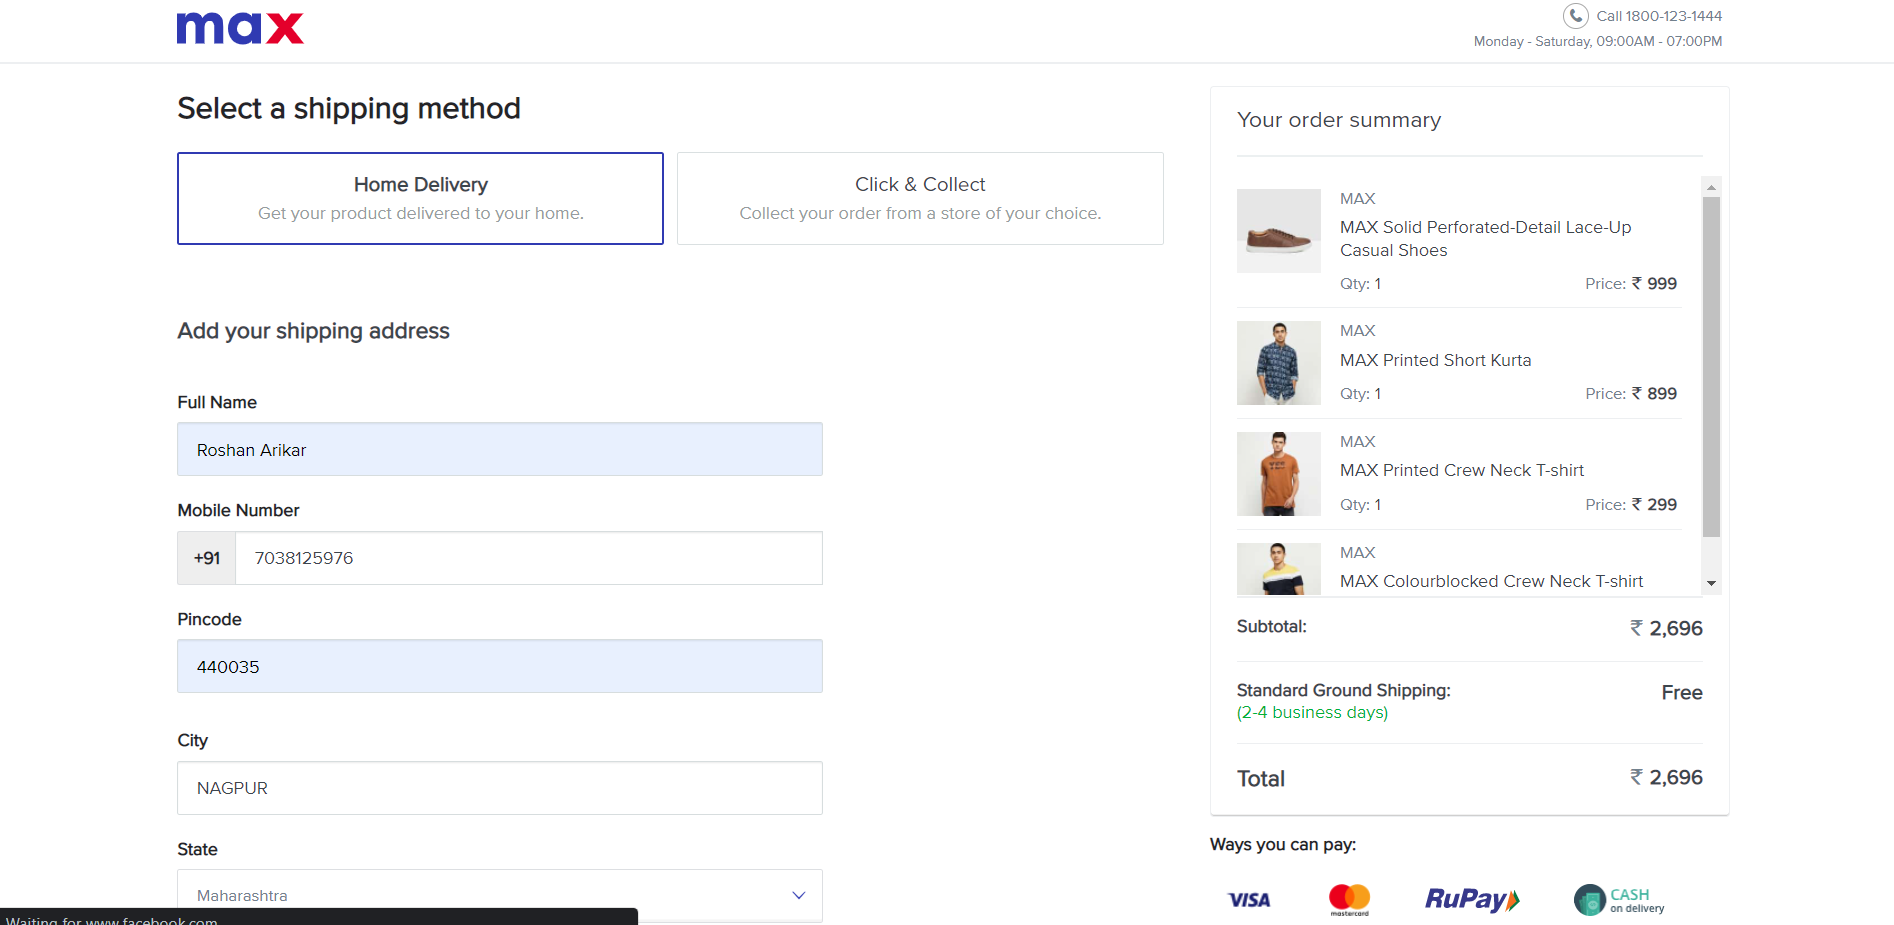 max
Call 1800-123-1444
Monday - Saturday, 09:00AM - 07:00PM
Select a shipping method
Home Delivery
Get your product delivered to your home.
Click & Collect
Collect your order from a store of your choice.
Add your shipping address
Full Name
Roshan Arikar
Mobile Number
+91 7038125976
Pincode
440035
City
NAGPUR
State
Maharashtra
Waiting for www.facebook.com
Your order summary
MAX
MAX Solid Perforated-Detail Lace-Up
Casual Shoes
Qty: 1 Price: ₹ 999
MAX
MAX Printed Short Kurta
Qty: 1 Price: ₹ 899
MAX
MAX Printed Crew Neck T-shirt
Qty: 1 Price: ₹ 299
MAX
MAX Colourblocked Crew Neck T-shirt
Subtotal: ₹ 2,696
Standard Ground Shipping: Free
(2-4 business days)
Total ₹ 2,696
Ways you can pay:
VISA
mastercard
RuPay
CASH
on delivery